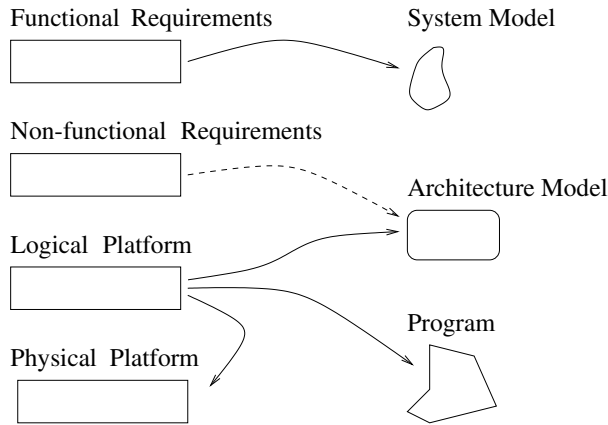 Functional Requirements
System Model
Non-functional Requirements
Architecture Model
Logical Platform
Program
Physical Platform